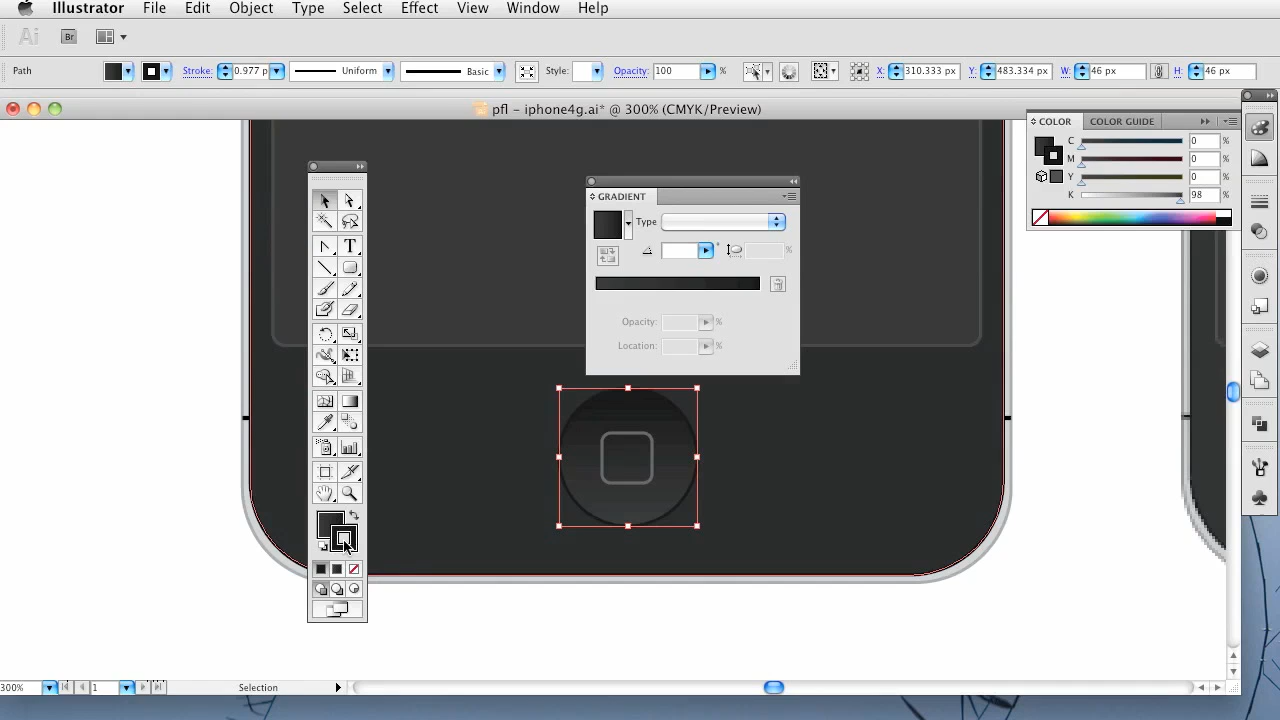 Illustrator File Edit Object Type Select Effect View Window Help
Ai Br
Path Stroke: 0.977 p Uniform Basic Style: Opacity: 100 % X: 310.333 px Y: 483.334 px W: 46 px H: 46 px
pfl – iphone4g.ai* @ 300% (CMYK/Preview)
COLOR COLOR GUIDE
C 0 %
M 0 %
Y 0 %
K 98 %
GRADIENT
Type
° %
Opacity: %
Location: %
T
300% 1 Selection